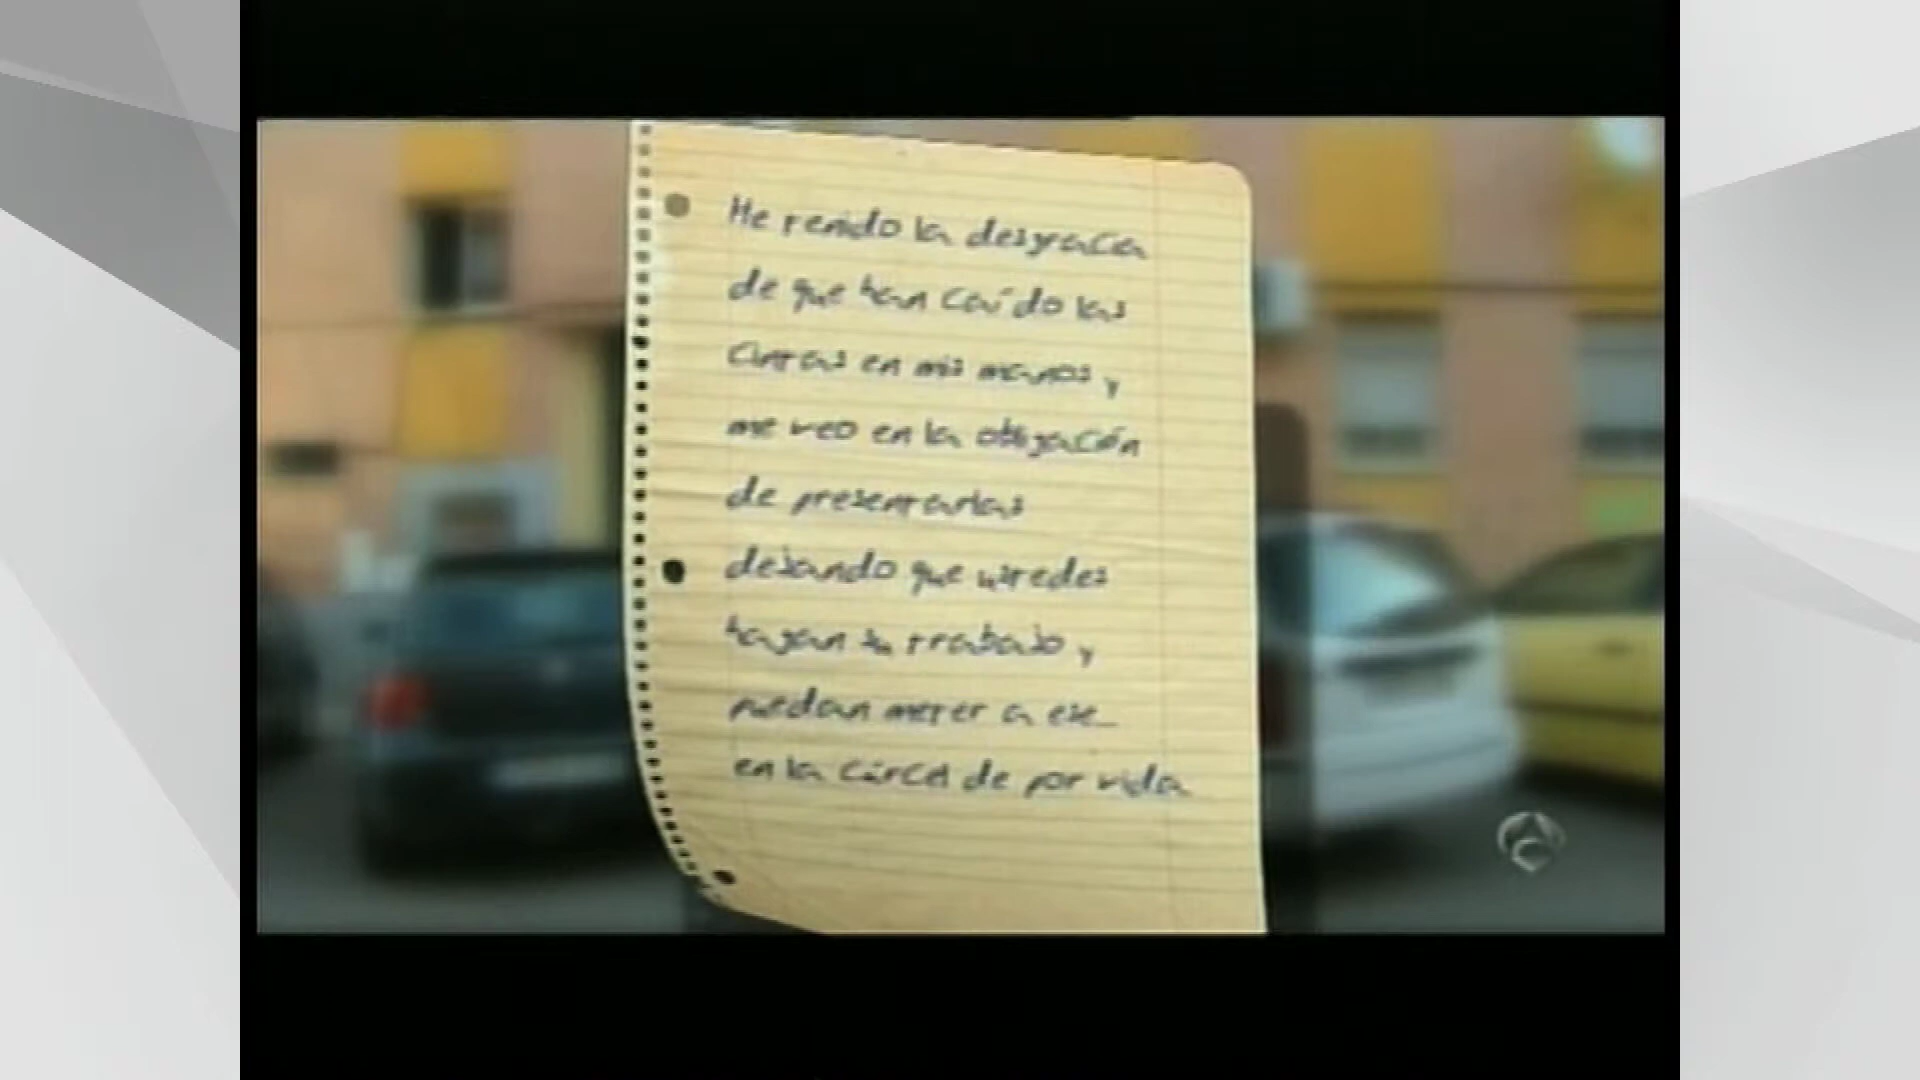 He tenido la desgracia
de que han caído las
cintas en mis manos y
me veo en la obligación
de presentarlas
dejando que ustedes
hagan su trabajo y
puedan meter a ese
en la cárcel de por vida